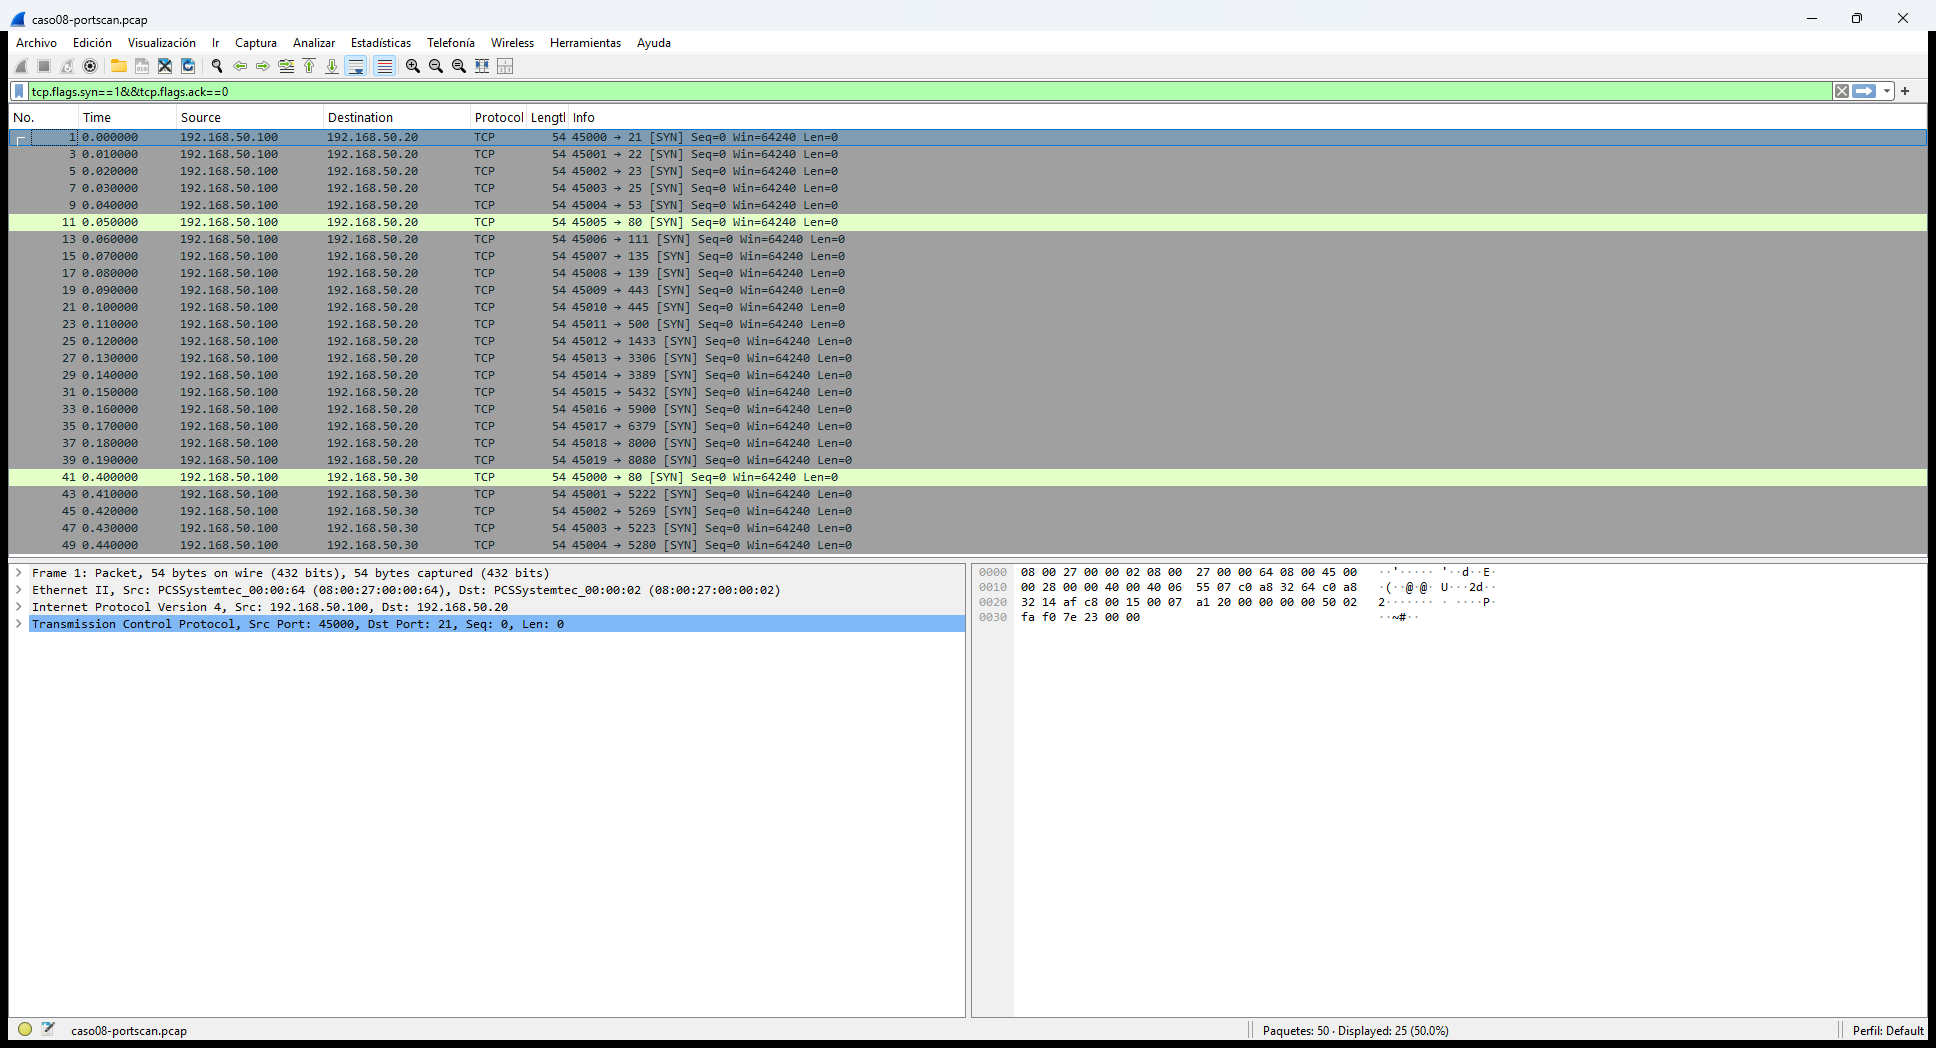 caso08-portscan.pcap
Archivo Edición Visualización Ir Captura Analizar Estadísticas Telefonía Wireless Herramientas Ayuda
tcp.flags.syn==1&&tcp.flags.ack==0
No. Time Source Destination Protocol Lengtl Info
1 0.000000 192.168.50.100 192.168.50.20 TCP 54 45000 → 21 [SYN] Seq=0 Win=64240 Len=0
3 0.010000 192.168.50.100 192.168.50.20 TCP 54 45001 → 22 [SYN] Seq=0 Win=64240 Len=0
5 0.020000 192.168.50.100 192.168.50.20 TCP 54 45002 → 23 [SYN] Seq=0 Win=64240 Len=0
7 0.030000 192.168.50.100 192.168.50.20 TCP 54 45003 → 25 [SYN] Seq=0 Win=64240 Len=0
9 0.040000 192.168.50.100 192.168.50.20 TCP 54 45004 → 53 [SYN] Seq=0 Win=64240 Len=0
11 0.050000 192.168.50.100 192.168.50.20 TCP 54 45005 → 80 [SYN] Seq=0 Win=64240 Len=0
13 0.060000 192.168.50.100 192.168.50.20 TCP 54 45006 → 111 [SYN] Seq=0 Win=64240 Len=0
15 0.070000 192.168.50.100 192.168.50.20 TCP 54 45007 → 135 [SYN] Seq=0 Win=64240 Len=0
17 0.080000 192.168.50.100 192.168.50.20 TCP 54 45008 → 139 [SYN] Seq=0 Win=64240 Len=0
19 0.090000 192.168.50.100 192.168.50.20 TCP 54 45009 → 443 [SYN] Seq=0 Win=64240 Len=0
21 0.100000 192.168.50.100 192.168.50.20 TCP 54 45010 → 445 [SYN] Seq=0 Win=64240 Len=0
23 0.110000 192.168.50.100 192.168.50.20 TCP 54 45011 → 500 [SYN] Seq=0 Win=64240 Len=0
25 0.120000 192.168.50.100 192.168.50.20 TCP 54 45012 → 1433 [SYN] Seq=0 Win=64240 Len=0
27 0.130000 192.168.50.100 192.168.50.20 TCP 54 45013 → 3306 [SYN] Seq=0 Win=64240 Len=0
29 0.140000 192.168.50.100 192.168.50.20 TCP 54 45014 → 3389 [SYN] Seq=0 Win=64240 Len=0
31 0.150000 192.168.50.100 192.168.50.20 TCP 54 45015 → 5432 [SYN] Seq=0 Win=64240 Len=0
33 0.160000 192.168.50.100 192.168.50.20 TCP 54 45016 → 5900 [SYN] Seq=0 Win=64240 Len=0
35 0.170000 192.168.50.100 192.168.50.20 TCP 54 45017 → 6379 [SYN] Seq=0 Win=64240 Len=0
37 0.180000 192.168.50.100 192.168.50.20 TCP 54 45018 → 8000 [SYN] Seq=0 Win=64240 Len=0
39 0.190000 192.168.50.100 192.168.50.20 TCP 54 45019 → 8080 [SYN] Seq=0 Win=64240 Len=0
41 0.400000 192.168.50.100 192.168.50.30 TCP 54 45000 → 80 [SYN] Seq=0 Win=64240 Len=0
43 0.410000 192.168.50.100 192.168.50.30 TCP 54 45001 → 5222 [SYN] Seq=0 Win=64240 Len=0
45 0.420000 192.168.50.100 192.168.50.30 TCP 54 45002 → 5269 [SYN] Seq=0 Win=64240 Len=0
47 0.430000 192.168.50.100 192.168.50.30 TCP 54 45003 → 5223 [SYN] Seq=0 Win=64240 Len=0
49 0.440000 192.168.50.100 192.168.50.30 TCP 54 45004 → 5280 [SYN] Seq=0 Win=64240 Len=0
Frame 1: Packet, 54 bytes on wire (432 bits), 54 bytes captured (432 bits)
Ethernet II, Src: PCSSystemtec_00:00:64 (08:00:27:00:00:64), Dst: PCSSystemtec_00:00:02 (08:00:27:00:00:02)
Internet Protocol Version 4, Src: 192.168.50.100, Dst: 192.168.50.20
Transmission Control Protocol, Src Port: 45000, Dst Port: 21, Seq: 0, Len: 0
0000 08 00 27 00 00 02 08 00 27 00 00 64 08 00 45 00 ··'····· '··d··E·
0010 00 28 00 00 40 00 40 06 55 07 c0 a8 32 64 c0 a8 ·(··@·@· U···2d··
0020 32 14 af c8 00 15 00 07 a1 20 00 00 00 00 50 02 2······· · ····P·
0030 fa f0 7e 23 00 00 ··~#··
caso08-portscan.pcap
Paquetes: 50 · Displayed: 25 (50.0%)
Perfil: Default